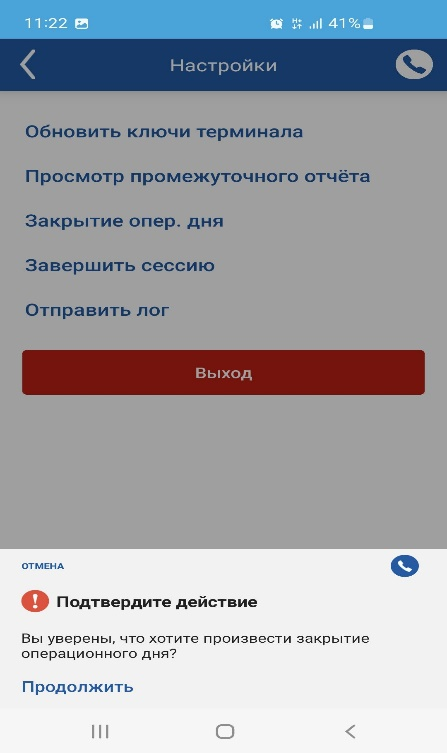 11:22 41%
Настройки
Обновить ключи терминала
Просмотр промежуточного отчёта
Закрытие опер. дня
Завершить сессию
Отправить лог
Выход
ОТМЕНА
Подтвердите действие
Вы уверены, что хотите произвести закрытие
операционного дня?
Продолжить